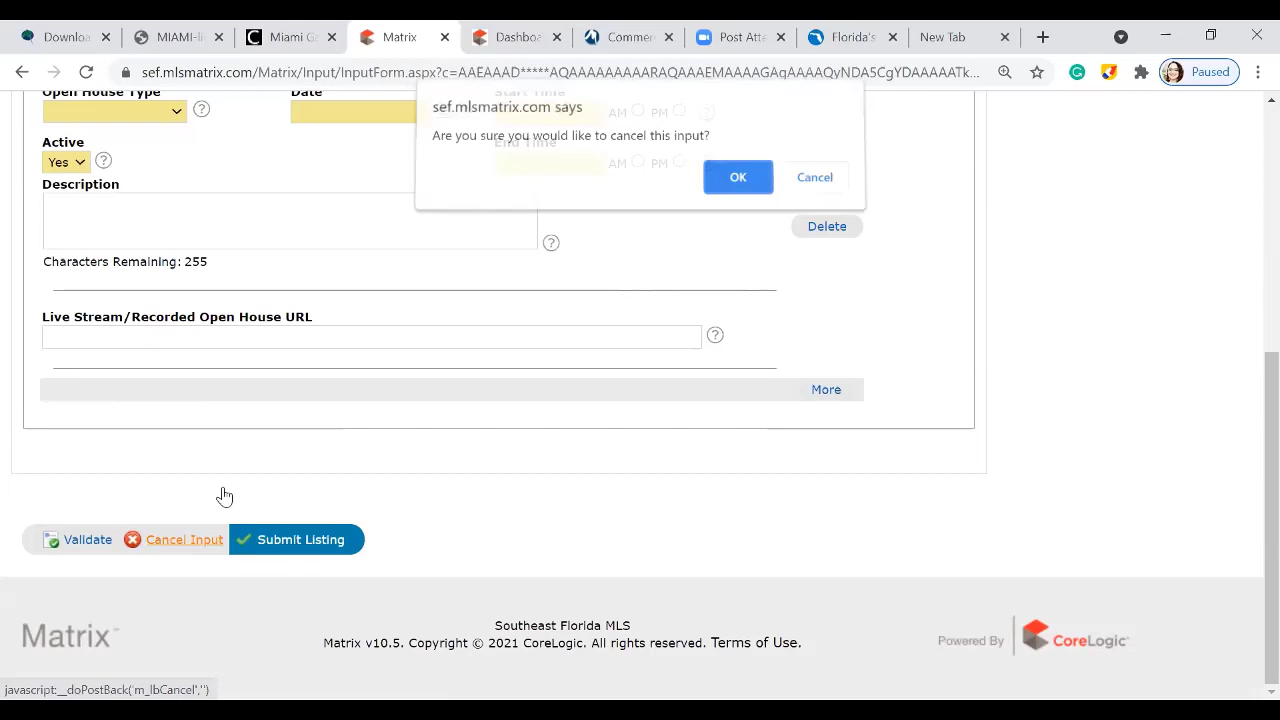 Downloa
MIAMI-li
Miami Ga
Matrix
Dashboa
Comme
Post Atte
Florida's
New Tab
sef.mlsmatrix.com/Matrix/Input/InputForm
Paused
Open House Type
Date
Start Time
AM PM
sef.mlsmatrix.com says
Are you sure you would like to cancel this input?
OK
Cancel
Active
Yes
End Time
AM PM
Description
Delete
Characters Remaining: 255
Live Stream/Recorded Open House URL
More
Validate
Cancel Input
Submit Listing
Southeast Florida MLS
Matrix
Matrix v10.5. Copyright © 2021 CoreLogic. All rights reserved. Terms of Use.
Powered By
CoreLogic
javascript:__doPostBack('m_lbCancel','')